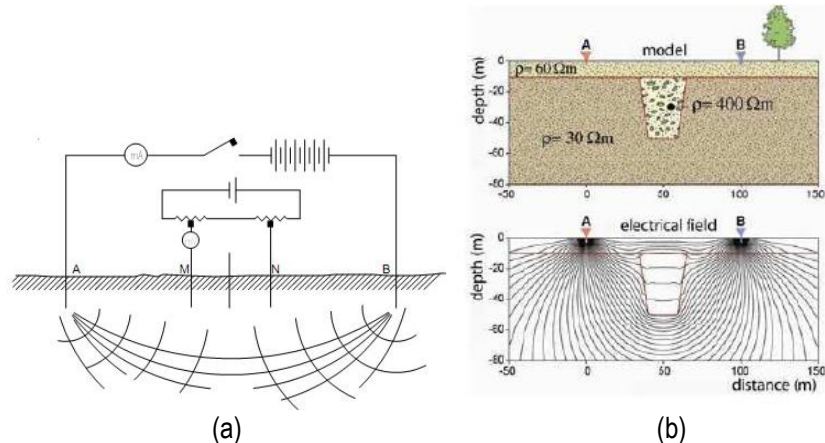 mA
A
M
N
B
(a)
A
model
B
depth (m)
0
-20
-40
-60
-80
ρ= 60 Ωm
ρ= 400 Ωm
ρ= 30 Ωm
-50
0
50
100
150
A
electrical field
B
depth (m)
0
-20
-40
-60
-80
-50
0
50
100
150
distance (m)
(b)